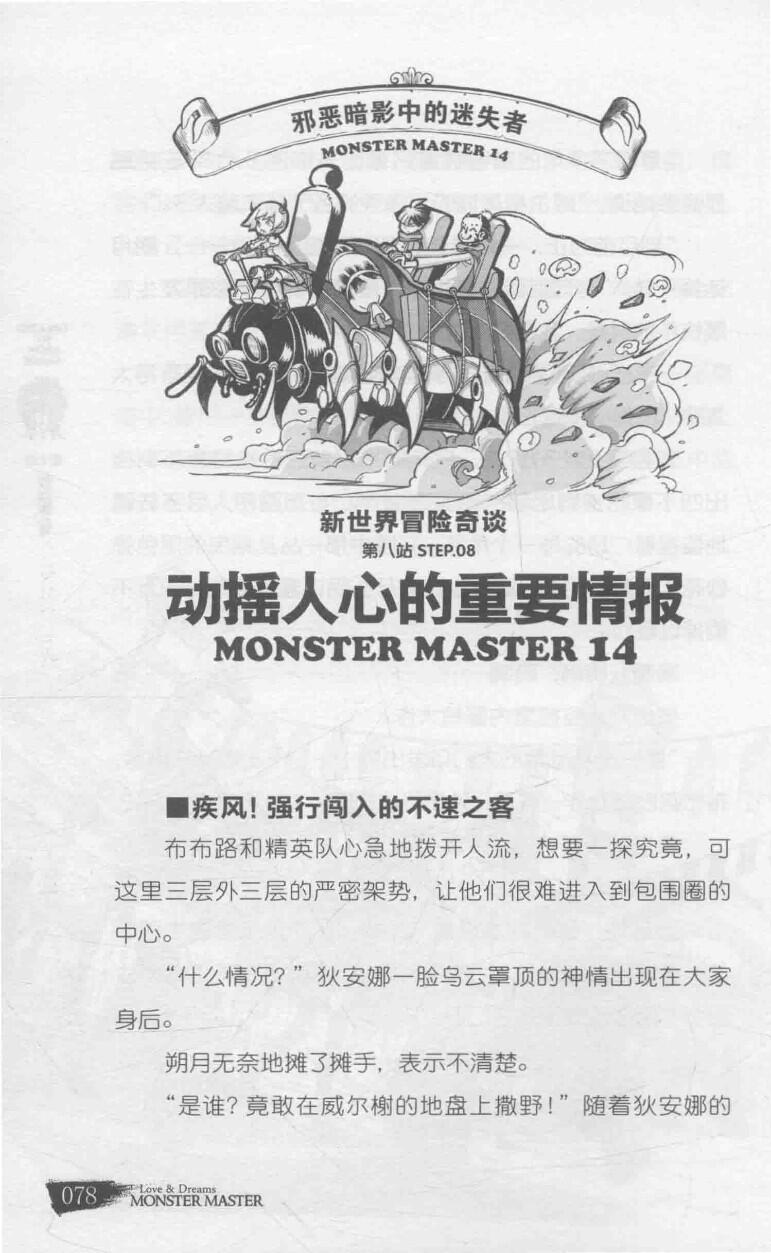 邪恶暗影中的迷失者
MONSTER MASTER 14
新世界冒险奇谈
第八站 STEP.08
动摇人心的重要情报
MONSTER MASTER 14
■疾风！强行闯入的不速之客
布布路和精英队心急地拨开人流，想要一探究竟，可
这里三层外三层的严密架势，让他们很难进入到包围圈的
中心。
“什么情况？”狄安娜一脸乌云罩顶的神情出现在大家
身后。
朔月无奈地摊了摊手，表示不清楚。
“是谁？竟敢在威尔榭的地盘上撒野！”随着狄安娜的
078
Love & Dreams
MONSTER MASTER